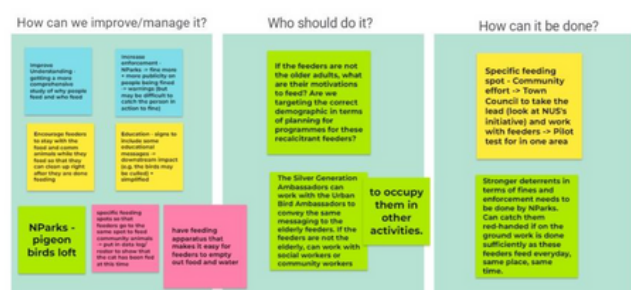 How can we improve/manage it?
Who should do it?
How can it be done?
Improve
Understanding -
getting a more
comprehensive
study of why people
feed and who feed
Increase
enforcement -
NParks -> fine more
+ more publicity on
people being fined
-> warnings (but
may be difficult to
catch the person in
action to fine)
Encourage feeders
to stay with the
food and comm
animals while they
feed so that they
can clean up right
after they are done
feeding
Education - signs to
include some
educational
messages ->
downstream impact
(e.g. the birds may
be culled) +
simplified
NParks -
pigeon
birds loft
specific feeding
spots so that
feeders go to the
same spot to feed
community animals
-> put in data log/
roster to show that
the cat has been fed
at this time
have feeding
apparatus that
makes it easy for
feeders to empty
out food and water
If the feeders are not
the older adults, what
are their motivations
to feed? Are we
targeting the correct
demographic in terms
of planning for
programmes for these
recalcitrant feeders?
The Silver Generation
Ambassadors can
work with the Urban
Bird Ambassadors to
convey the same
messaging to the
elderly feeders. If the
feeders are not the
elderly, can work with
social workers or
community workers
to occupy
them in
other
activities.
Specific feeding
spot - Community
effort -> Town
Council to take the
lead (look at NUS's
initiative) and work
with feeders -> Pilot
test for in one area
Stronger deterrents in
terms of fines and
enforcement needs to
be done by NParks.
Can catch them
red-handed if on the
ground work is done
sufficiently as these
feeders feed everyday,
same place, same
time.